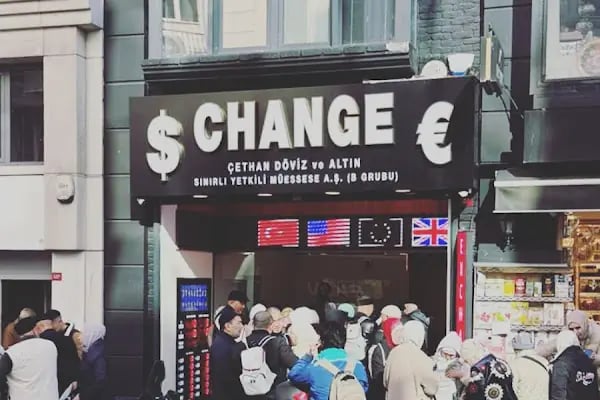 $ CHANGE €
ÇETHAN DÖVİZ ve ALTIN
SINIRLI YETKİLİ MÜESSESE A.Ş. (B GRUBU)